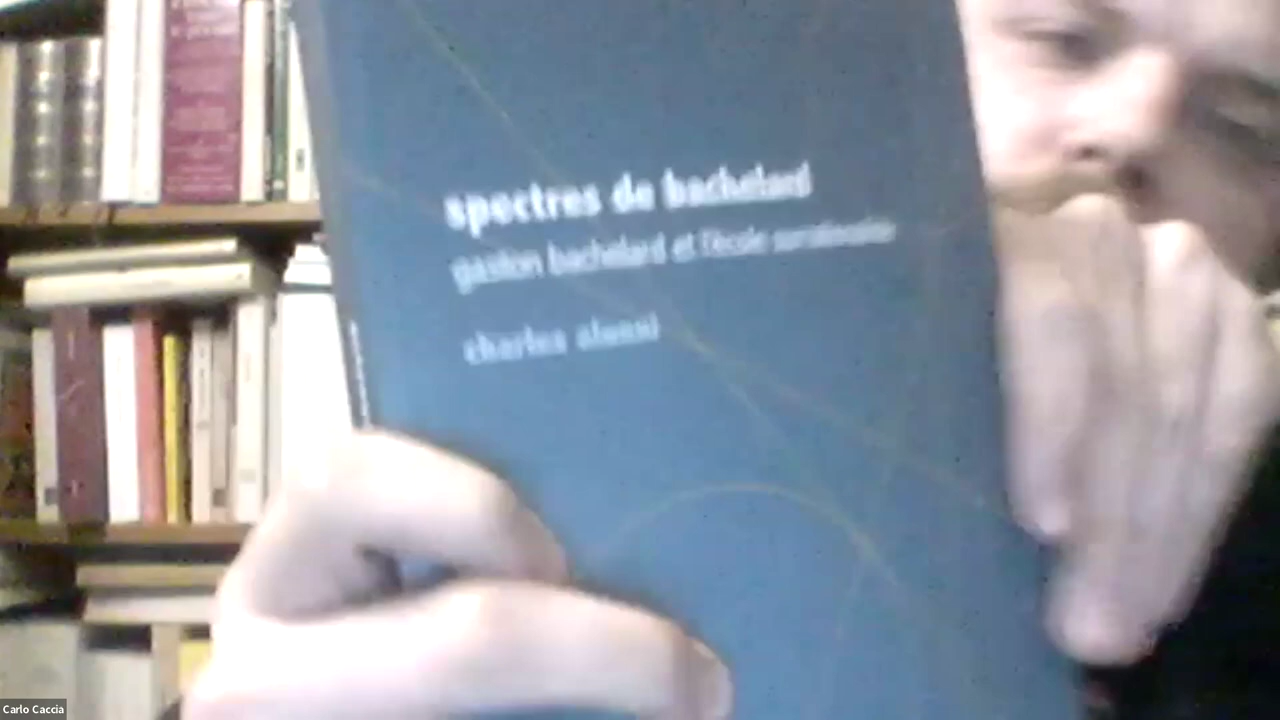 spectres de bachelard
gaston bachelard et l'école surrationaliste
charles alunni
Carlo Caccia